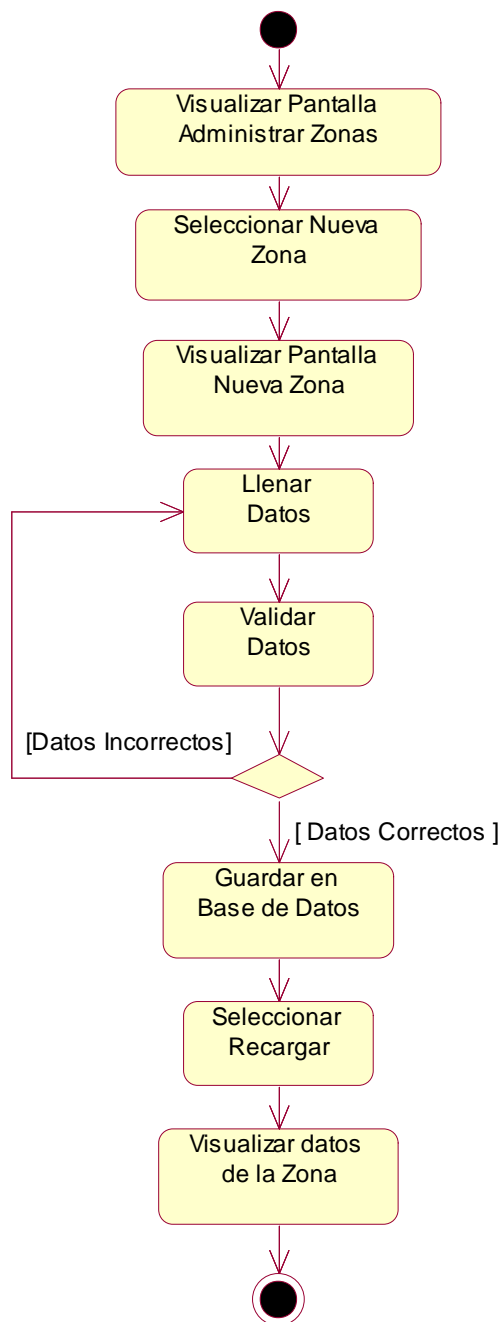 Visualizar Pantalla
Administrar Zonas
Seleccionar Nueva
Zona
Visualizar Pantalla
Nueva Zona
Llenar
Datos
Validar
Datos
[Datos Incorrectos]
[ Datos Correctos ]
Guardar en
Base de Datos
Seleccionar
Recargar
Visualizar datos
de la Zona